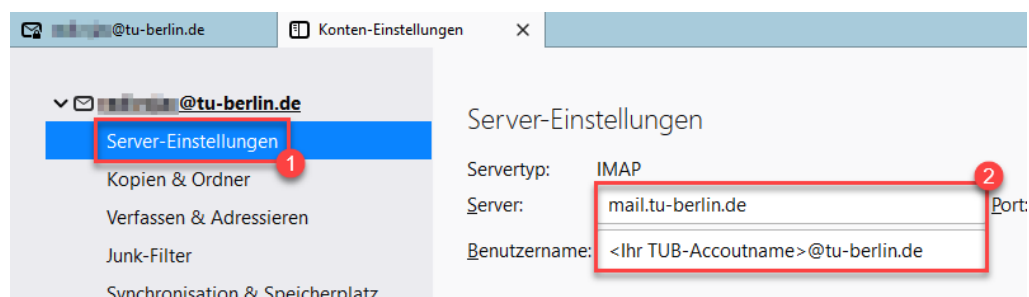 @tu-berlin.de
Konten-Einstellungen
@tu-berlin.de
Server-Einstellungen
1
Kopien & Ordner
Verfassen & Adressieren
Junk-Filter
Synchronisation & Speicherplatz
Server-Einstellungen
Servertyp: IMAP
2
Server: mail.tu-berlin.de Port:
Benutzername: <Ihr TUB-Accoutname>@tu-berlin.de